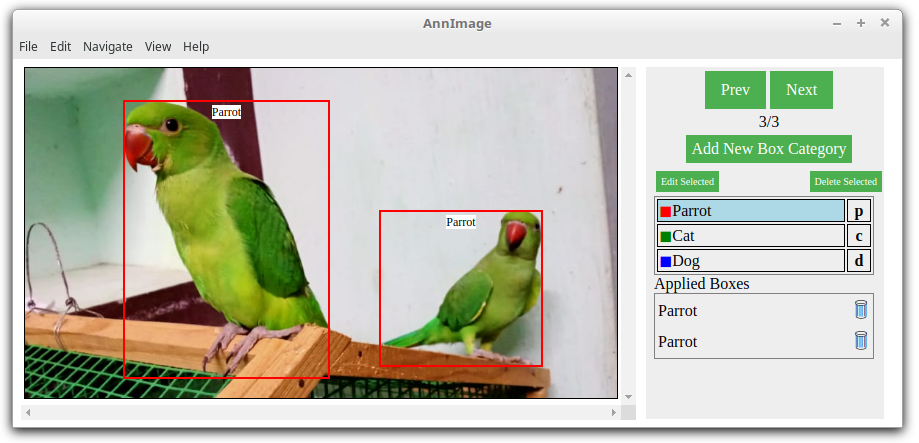 AnnImage
File Edit Navigate View Help
Parrot
Parrot
Prev Next
3/3
Add New Box Category
Edit Selected Delete Selected
Parrot p
Cat c
Dog d
Applied Boxes
Parrot
Parrot